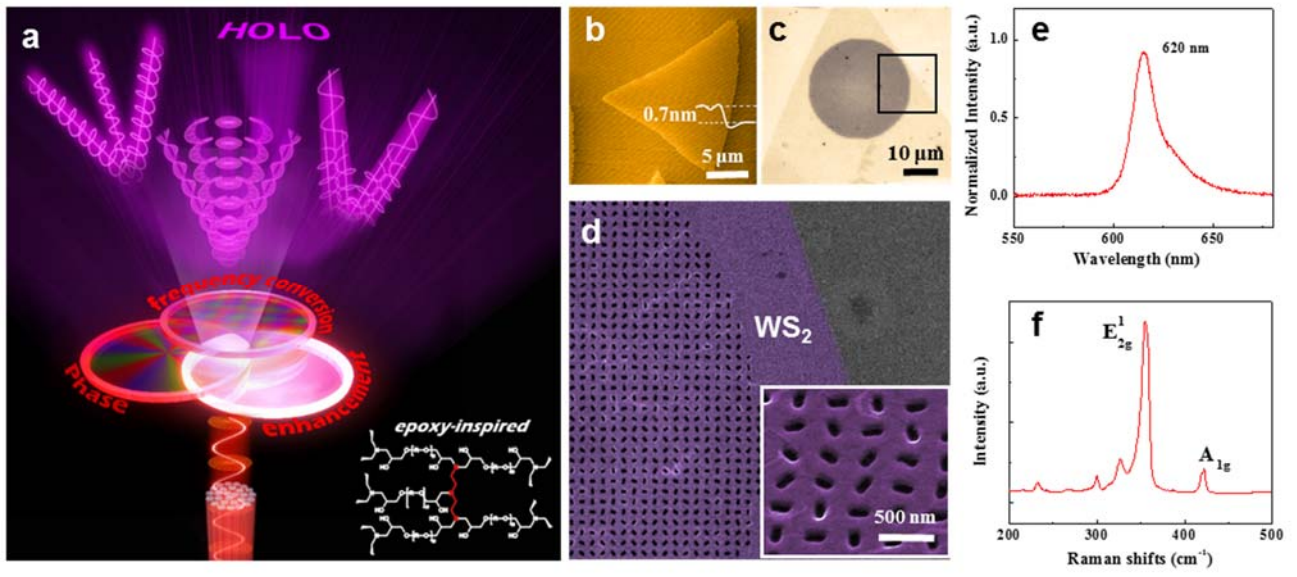 a
HOLO
frequency conversion
Phase
enhancement
epoxy-inspired
b
0.7nm
5 μm
c
10 μm
d
WS2
500 nm
e
620 nm
Normalized Intensity (a.u.)
1.0
0.5
0.0
550
600
650
Wavelength (nm)
f
E¹2g
A1g
Intensity (a.u.)
200
300
400
500
Raman shifts (cm⁻¹)